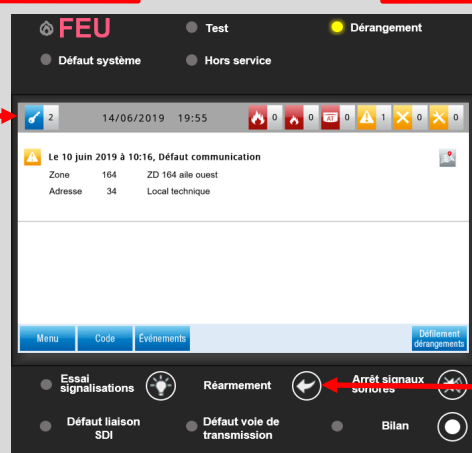 FEU
Test
Dérangement
Défaut système
Hors service
2 14/06/2019 19:55 0 0 AT 0 1 0 0
Le 10 juin 2019 à 10:16, Défaut communication
Zone 164 ZD 164 aile ouest
Adresse 34 Local technique
Menu
Code
Événements
Défilement
dérangements
Essai
signalisations
Réarmement
Arrêt signaux
sonores
Défaut liaison
SDI
Défaut voie de
transmission
Bilan